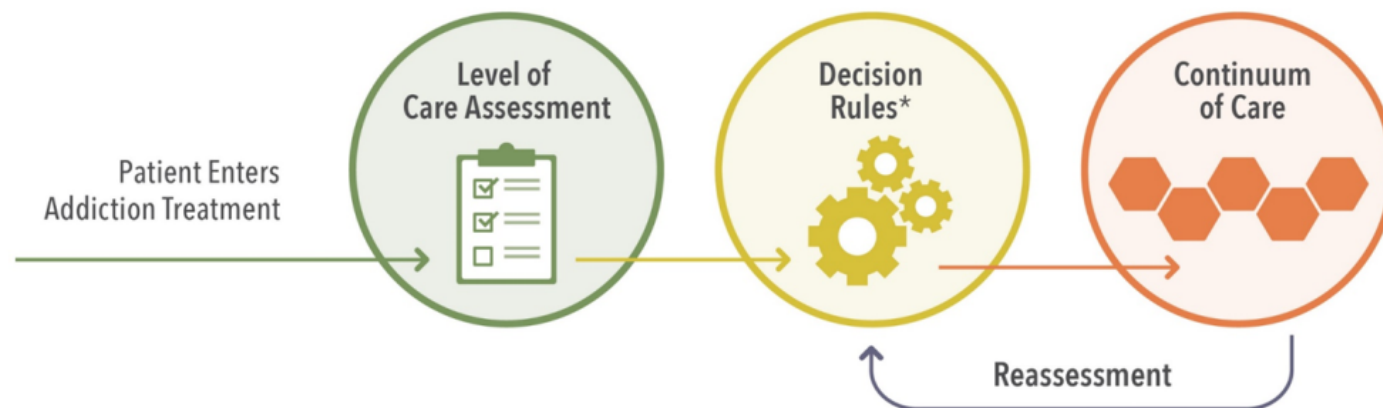 Level of
Care Assessment
Decision
Rules*
Continuum
of Care
Patient Enters
Addiction Treatment
Reassessment